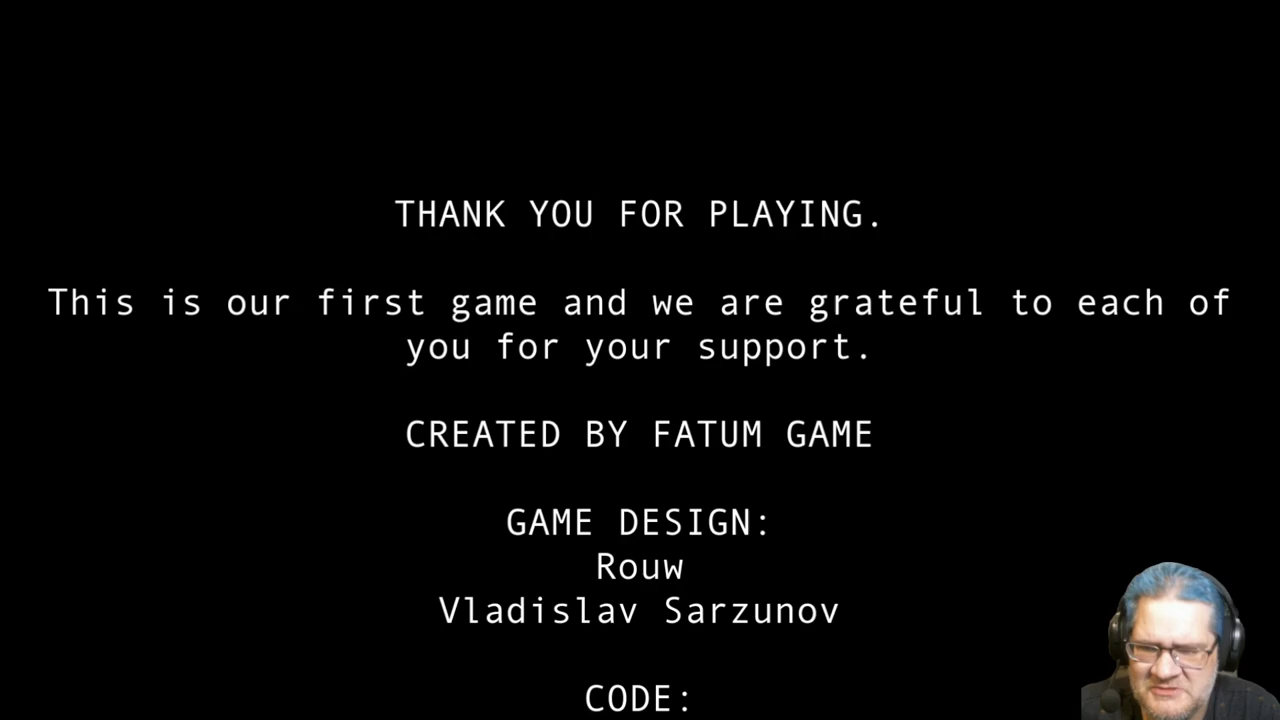 THANK YOU FOR PLAYING.
This is our first game and we are grateful to each of
you for your support.
CREATED BY FATUM GAME
GAME DESIGN:
Rouw
Vladislav Sarzunov
CODE: